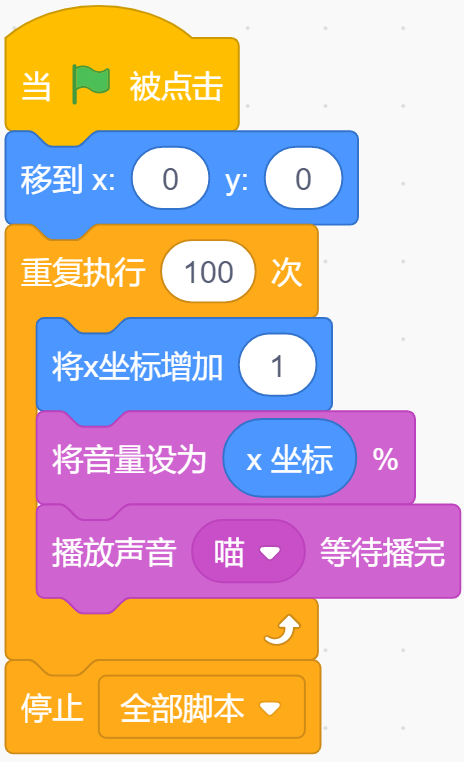 当 被点击
移到 x: 0 y: 0
重复执行 100 次
将x坐标增加 1
将音量设为 x 坐标 %
播放声音 喵 等待播完
停止 全部脚本